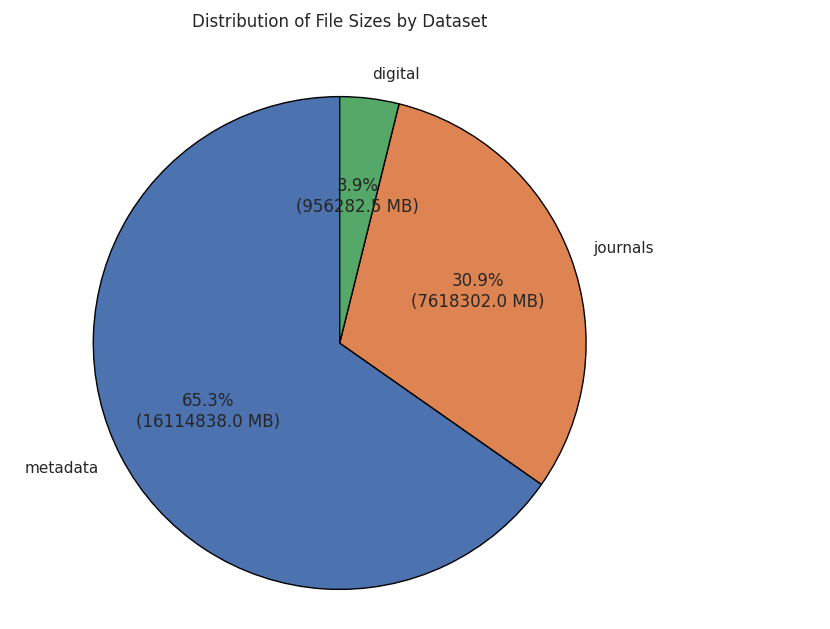 Distribution of File Sizes by Dataset
digital
3.9%
(956282.5 MB)
journals
30.9%
(7618302.0 MB)
65.3%
(16114838.0 MB)
metadata